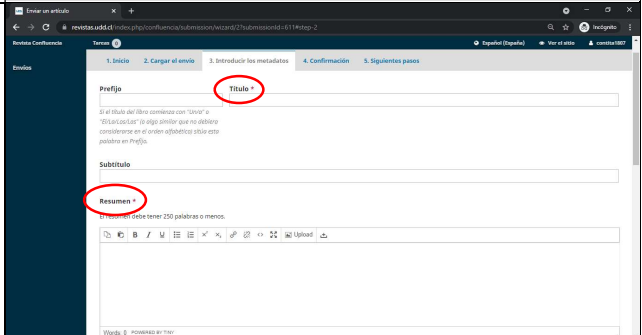 Enviar un artículo
revistas.udd.cl/index.php/confluencia/submission/wizard/2?submissionId=611#step-2
Incógnito
Revista Confluencia
Tareas 0
Español (España)
Ver el sitio
constia1607
Envíos
1. Inicio
2. Cargar el envío
3. Introducir los metadatos
4. Confirmación
5. Siguientes pasos
Prefijo
Título *
Si el título del libro comienza con "Un/a" o
"El/La/Los/Las" (o algo similar que no debiera
considerarse en el orden alfabético) sitúa esta
palabra en Prefijo.
Subtítulo
Resumen *
El resumen debe tener 250 palabras o menos.
B I U
Upload
Words 0 POWERED BY TINY